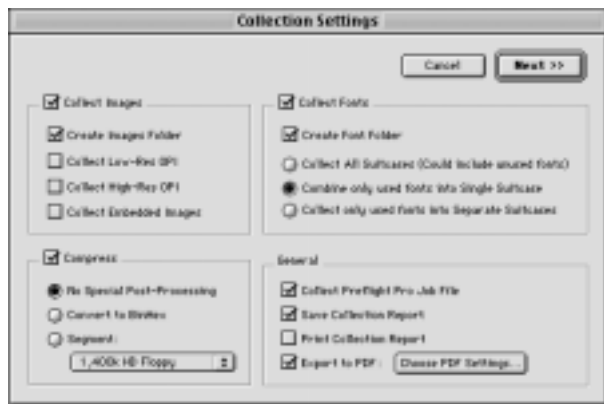 Collection Settings
Cancel
Next >>
Collect Images
Create Images Folder
Collect Low-Res OPI
Collect High-Res OPI
Collect Embedded Images
Collect Fonts
Create Font Folder
Collect All Suitcases (Could include unused fonts)
Combine only used fonts into Single Suitcase
Collect only used fonts into Separate Suitcases
Compress
No Special Post-Processing
Convert to BinHex
Segment:
1,400k HD Floppy
General
Collect Preflight Pro Job File
Save Collection Report
Print Collection Report
Export to PDF:
Choose PDF Settings...